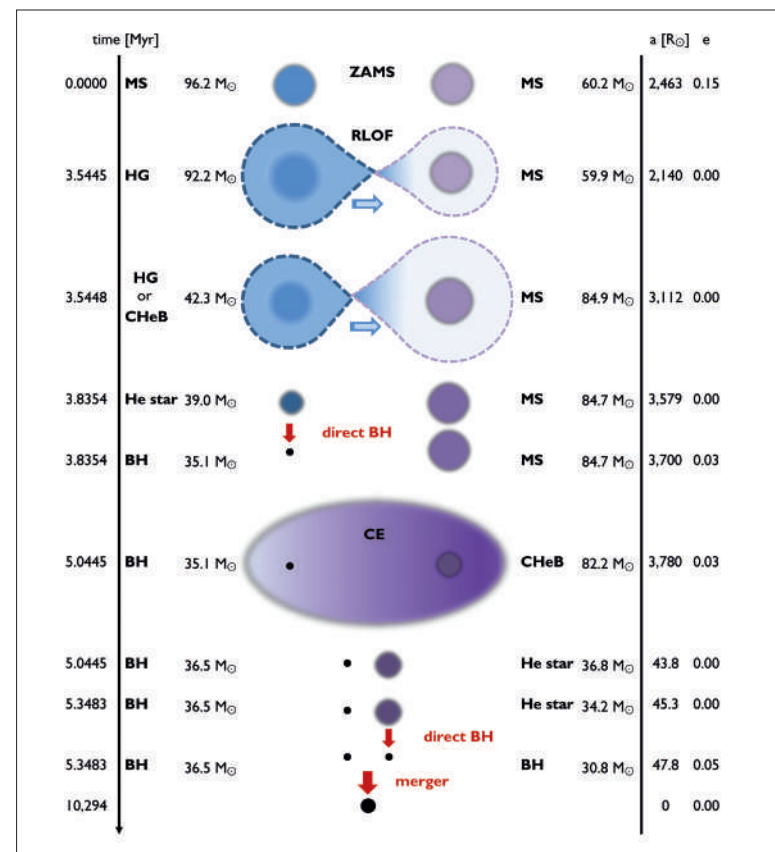 time [Myr] a [R☉] e
ZAMS
0.0000 MS 96.2 M☉ MS 60.2 M☉ 2,463 0.15
RLOF
3.5445 HG 92.2 M☉ MS 59.9 M☉ 2,140 0.00
HG
or
CHeB
3.5448 42.3 M☉ MS 84.9 M☉ 3,112 0.00
3.8354 He star 39.0 M☉ MS 84.7 M☉ 3,579 0.00
direct BH
3.8354 BH 35.1 M☉ MS 84.7 M☉ 3,700 0.03
CE
5.0445 BH 35.1 M☉ CHeB 82.2 M☉ 3,780 0.03
5.0445 BH 36.5 M☉ He star 36.8 M☉ 43.8 0.00
5.3483 BH 36.5 M☉ He star 34.2 M☉ 45.3 0.00
direct BH
5.3483 BH 36.5 M☉ BH 30.8 M☉ 47.8 0.05
merger
10,294 0 0.00